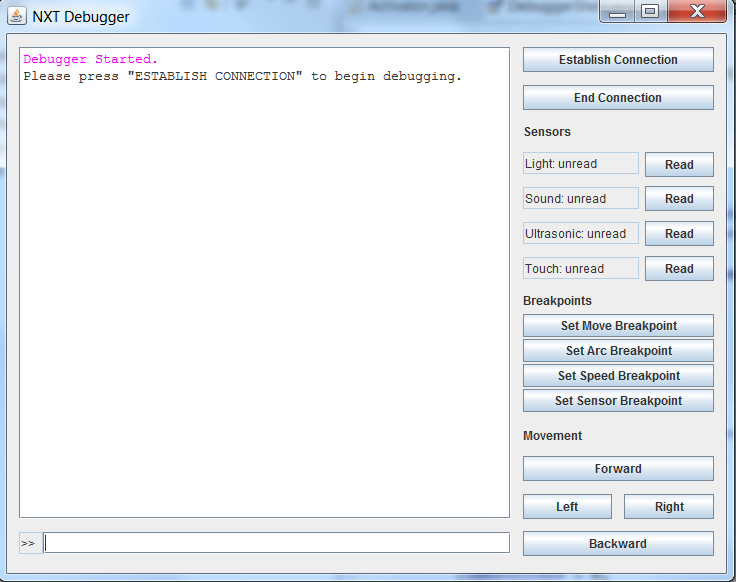 NXT Debugger
Debugger Started.
Please press "ESTABLISH CONNECTION" to begin debugging.
>>
Establish Connection
End Connection
Sensors
Light: unread Read
Sound: unread Read
Ultrasonic: unread Read
Touch: unread Read
Breakpoints
Set Move Breakpoint
Set Arc Breakpoint
Set Speed Breakpoint
Set Sensor Breakpoint
Movement
Forward
Left Right
Backward